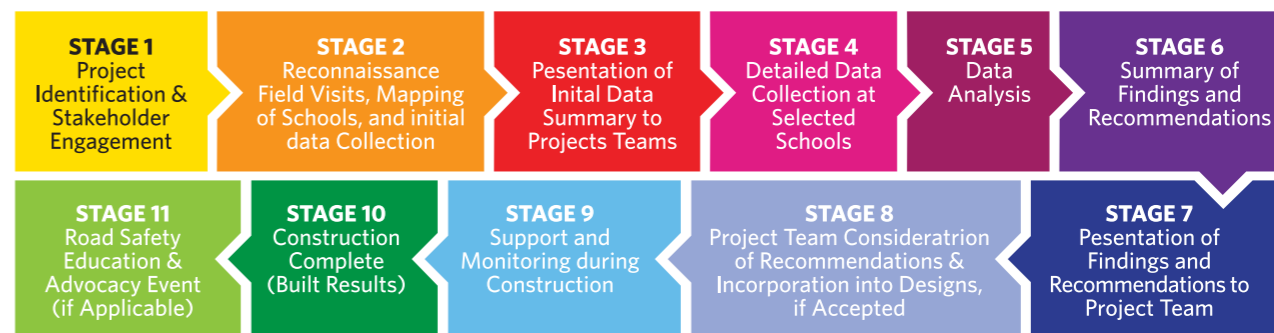 STAGE 1
Project
Identification &
Stakeholder
Engagement
STAGE 2
Reconnaissance
Field Visits, Mapping
of Schools, and initial
data Collection
STAGE 3
Pesentation of
Inital Data
Summary to
Projects Teams
STAGE 4
Detailed Data
Collection at
Selected
Schools
STAGE 5
Data
Analysis
STAGE 6
Summary of
Findings and
Recommendations
STAGE 7
Pesentation of
Findings and
Recommendations to
Project Team
STAGE 8
Project Team Consideratrion
of Recommendations &
Incorporation into Designs,
if Accepted
STAGE 9
Support and
Monitoring during
Construction
STAGE 10
Construction
Complete
(Built Results)
STAGE 11
Road Safety
Education &
Advocacy Event
(if Applicable)